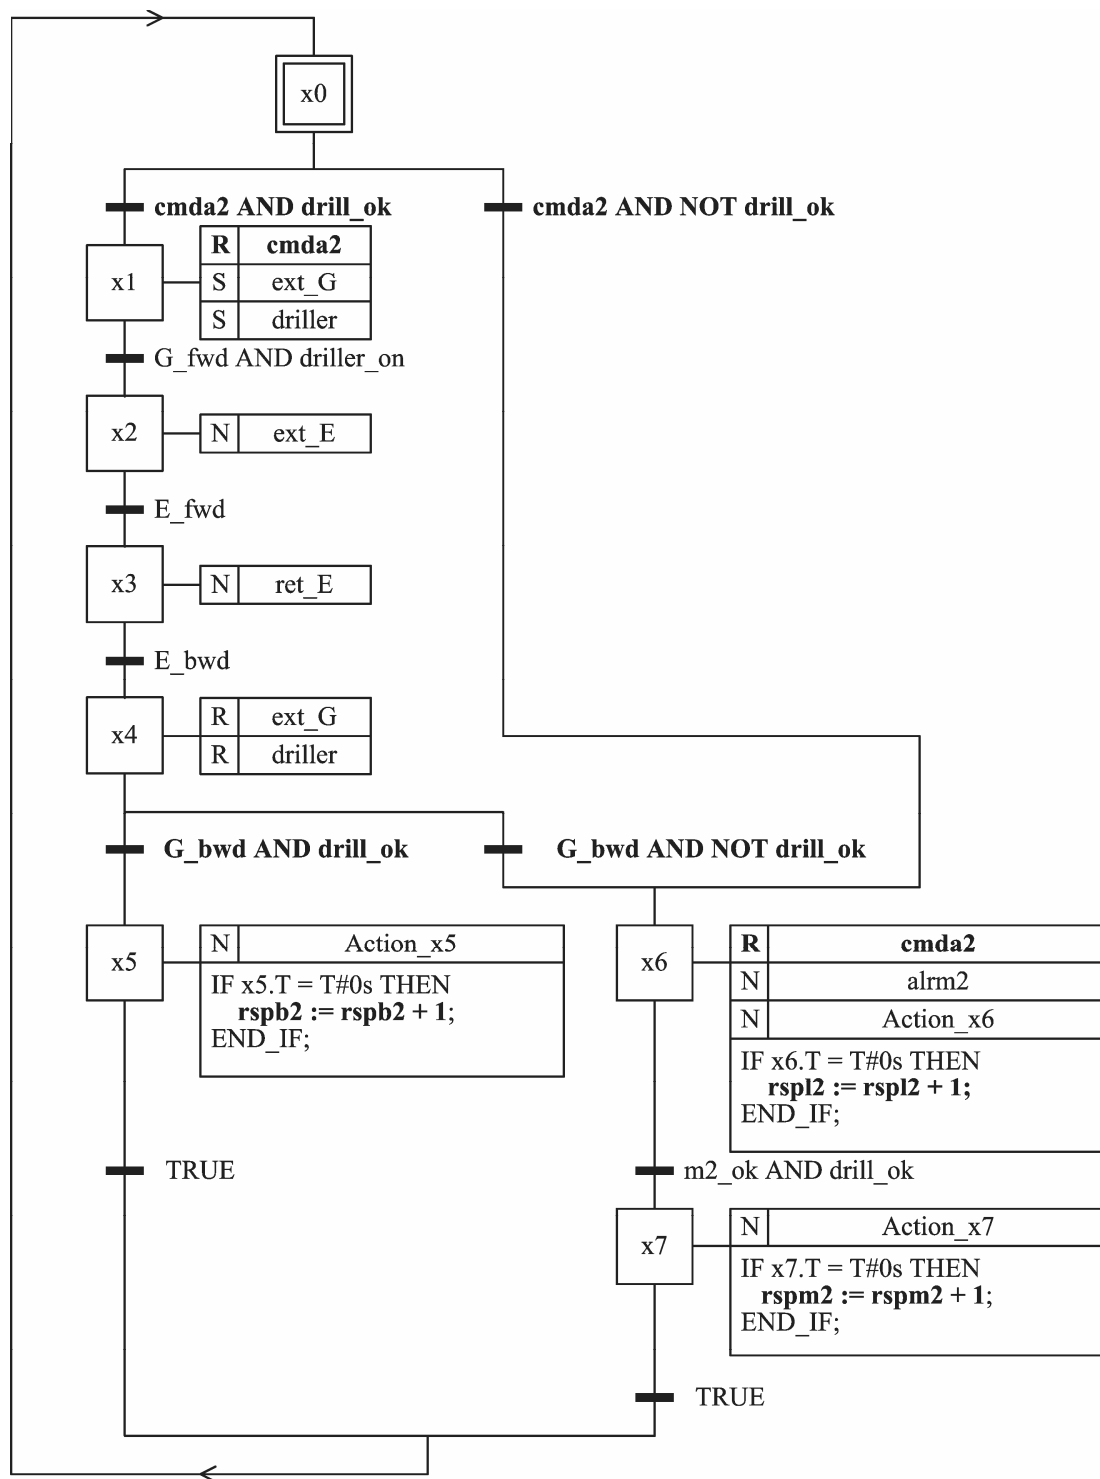 x0
cmda2 AND drill_ok
cmda2 AND NOT drill_ok
x1
R cmda2
S ext_G
S driller
G_fwd AND driller_on
x2
N ext_E
E_fwd
x3
N ret_E
E_bwd
x4
R ext_G
R driller
G_bwd AND drill_ok
G_bwd AND NOT drill_ok
x5
N Action_x5
IF x5.T = T#0s THEN
rspb2 := rspb2 + 1;
END_IF;
x6
R cmda2
N alrm2
N Action_x6
IF x6.T = T#0s THEN
rspl2 := rspl2 + 1;
END_IF;
TRUE
m2_ok AND drill_ok
x7
N Action_x7
IF x7.T = T#0s THEN
rspm2 := rspm2 + 1;
END_IF;
TRUE